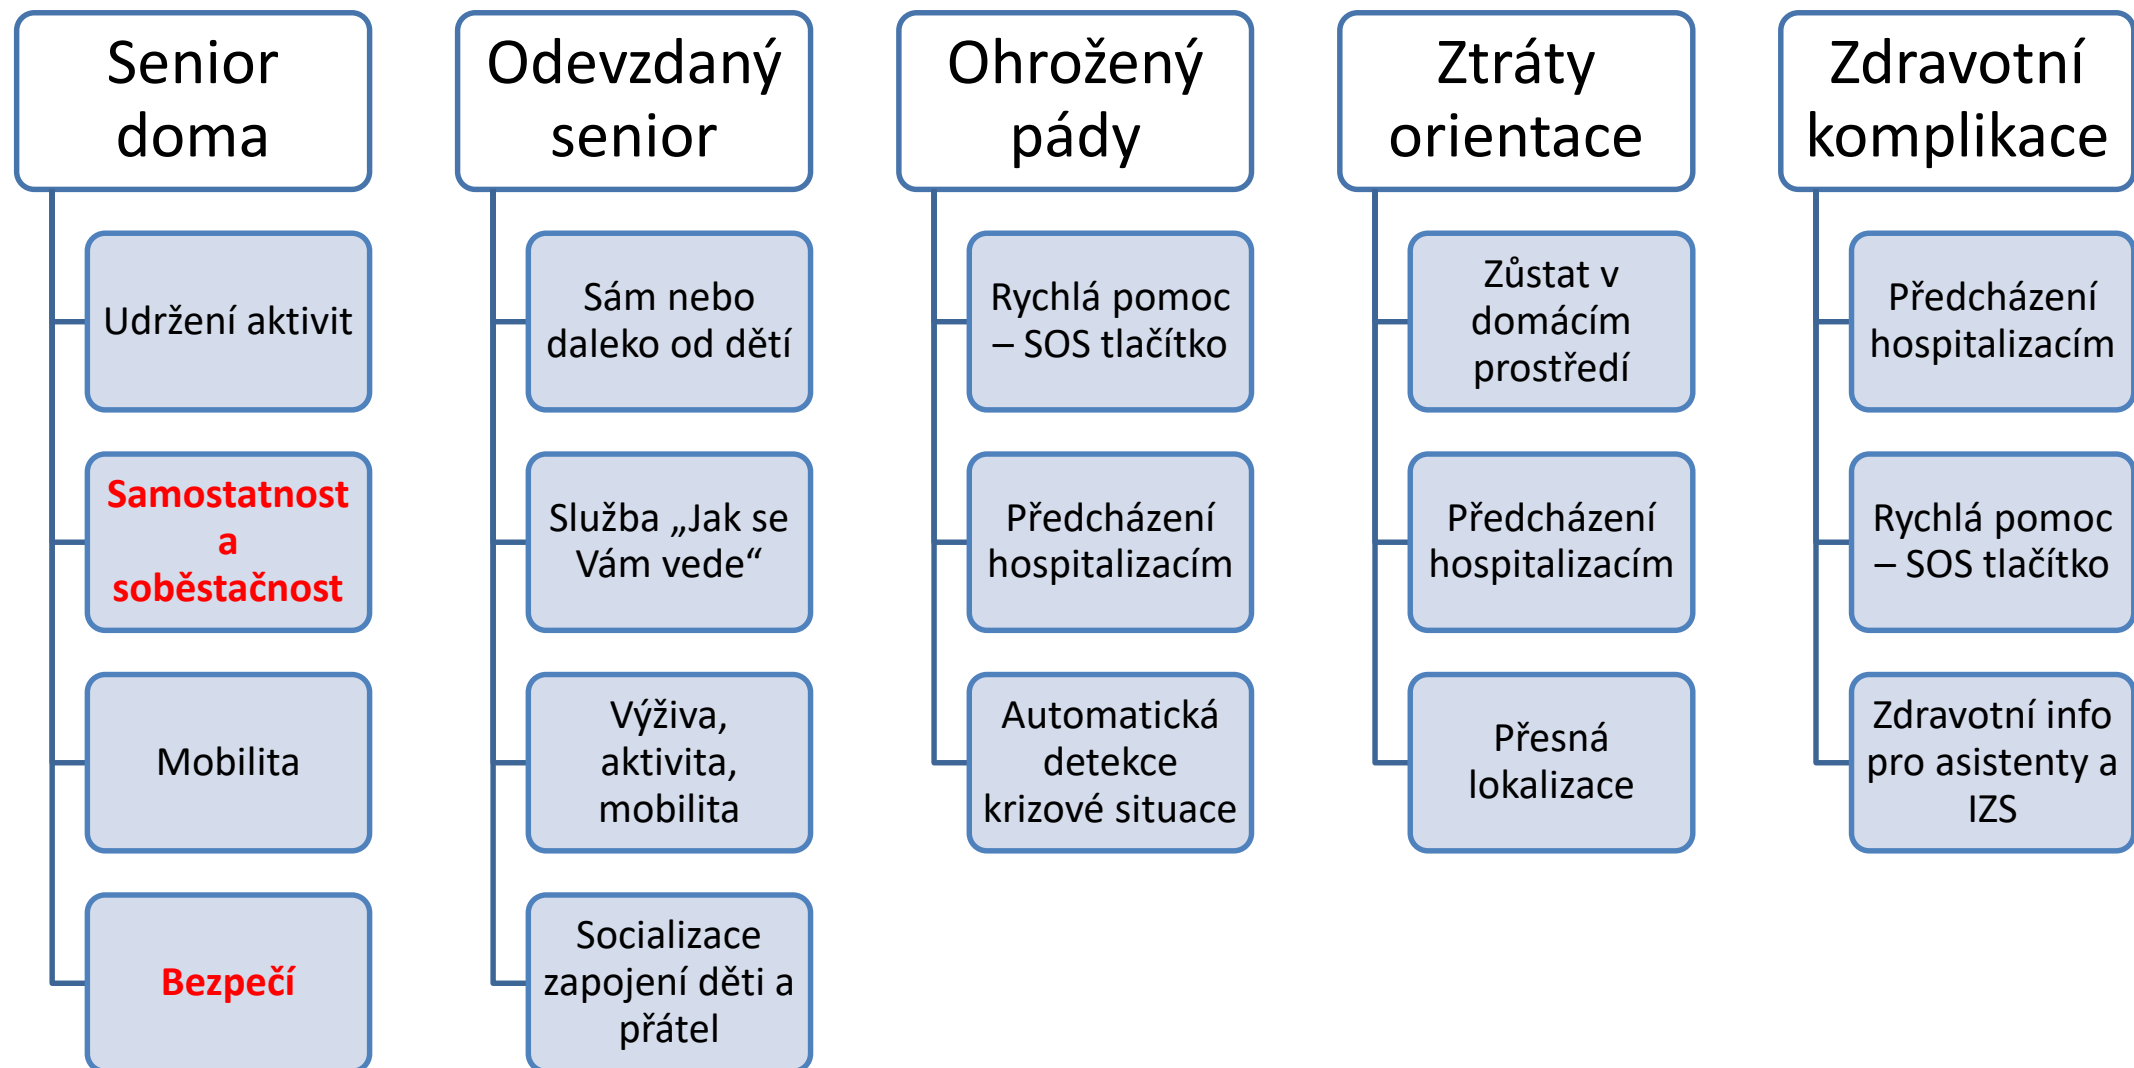 Senior
doma
Udržení aktivit
Samostatnost
a
soběstačnost
Mobilita
Bezpečí
Odevzdaný
senior
Sám nebo
daleko od dětí
Služba „Jak se
Vám vede“
Výživa,
aktivita,
mobilita
Socializace
zapojení děti a
přátel
Ohrožený
pády
Rychlá pomoc
– SOS tlačítko
Předcházení
hospitalizacím
Automatická
detekce
krizové situace
Ztráty
orientace
Zůstat v
domácím
prostředí
Předcházení
hospitalizacím
Přesná
lokalizace
Zdravotní
komplikace
Předcházení
hospitalizacím
Rychlá pomoc
– SOS tlačítko
Zdravotní info
pro asistenty a
IZS